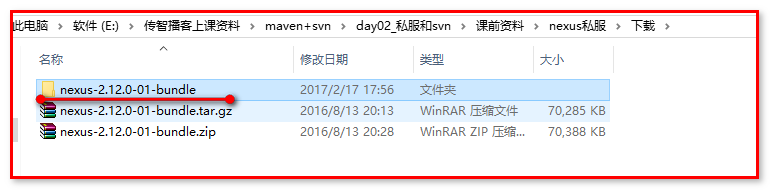 此电脑 › 软件 (E:) › 传智播客上课资料 › maven+svn › day02_私服和svn › 课前资料 › nexus私服 › 下载 ›
名称 修改日期 类型 大小
nexus-2.12.0-01-bundle 2017/2/17 17:56 文件夹
nexus-2.12.0-01-bundle.tar.gz 2016/8/13 20:13 WinRAR 压缩文件 70,285 KB
nexus-2.12.0-01-bundle.zip 2016/8/13 20:28 WinRAR ZIP 压缩... 70,388 KB